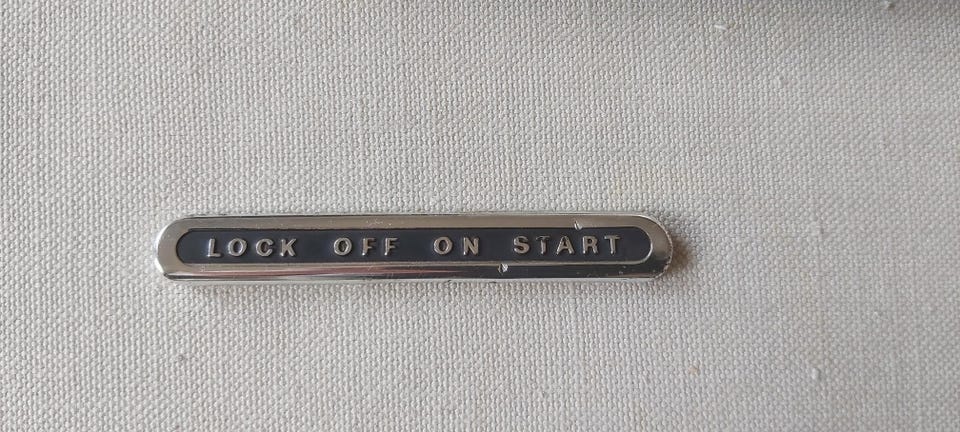 LOCK OFF ON START